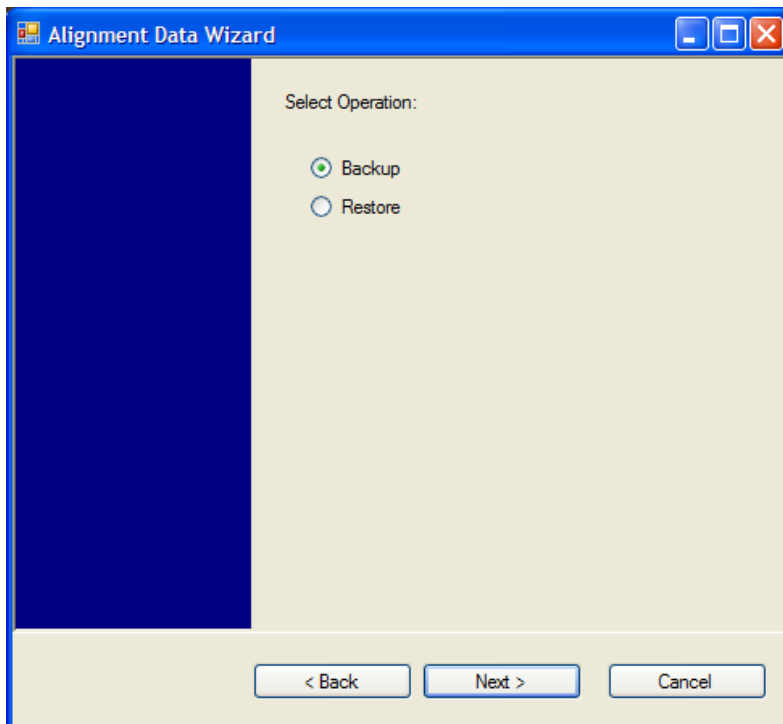 Alignment Data Wizard
Select Operation:
Backup
Restore
< Back Next > Cancel